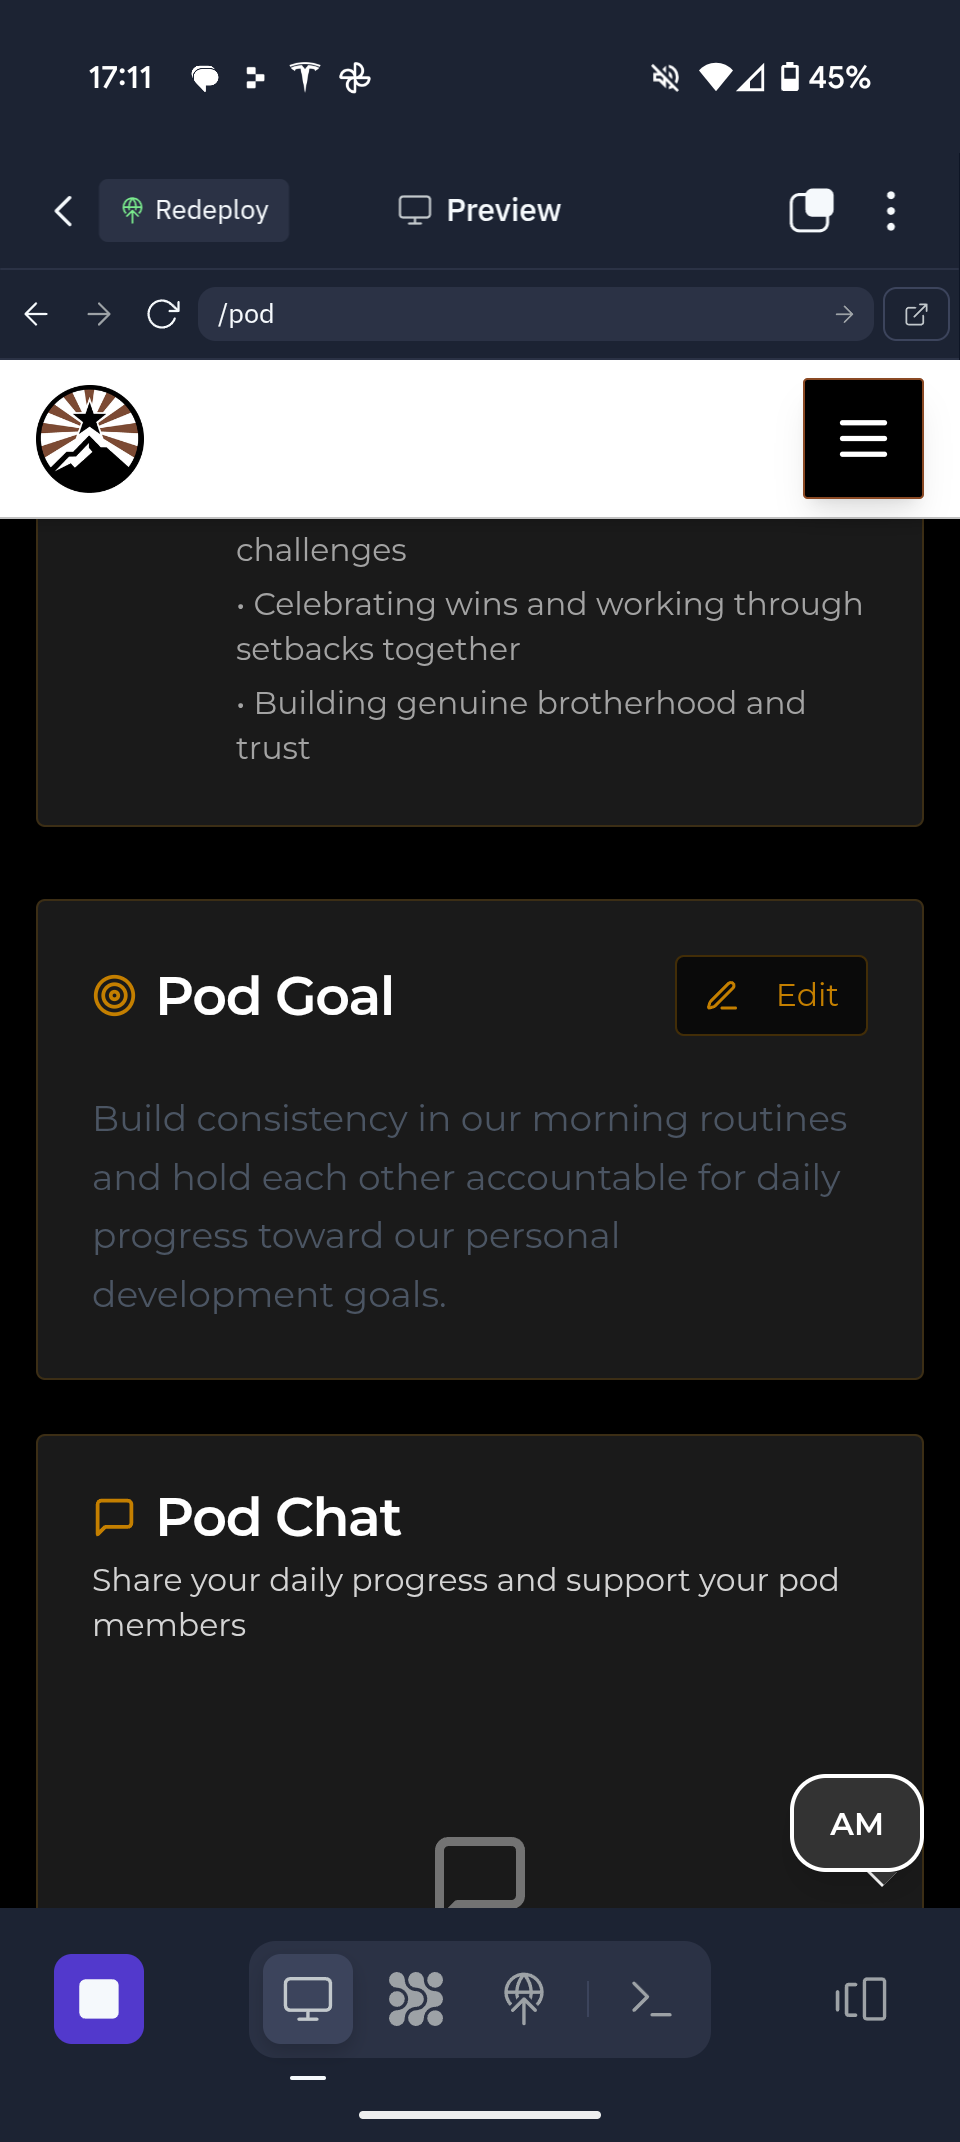 17:11
45%
Redeploy
Preview
/pod
challenges
• Celebrating wins and working through
setbacks together
• Building genuine brotherhood and
trust
Pod Goal
Edit
Build consistency in our morning routines
and hold each other accountable for daily
progress toward our personal
development goals.
Pod Chat
Share your daily progress and support your pod
members
AM